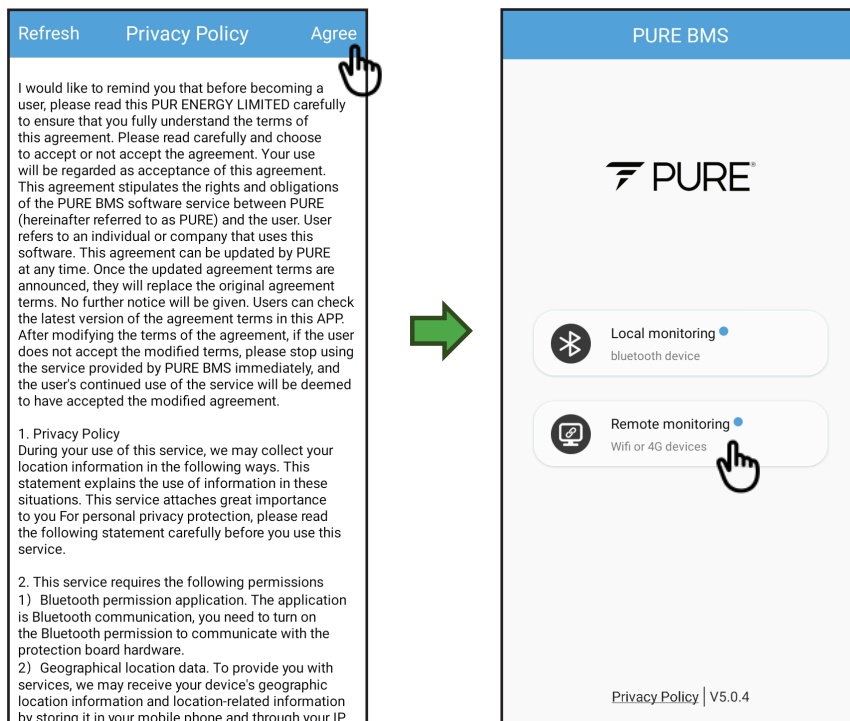 Refresh Privacy Policy Agree
I would like to remind you that before becoming a
user, please read this PUR ENERGY LIMITED carefully
to ensure that you fully understand the terms of
this agreement. Please read carefully and choose
to accept or not accept the agreement. Your use
will be regarded as acceptance of this agreement.
This agreement stipulates the rights and obligations
of the PURE BMS software service between PURE
(hereinafter referred to as PURE) and the user. User
refers to an individual or company that uses this
software. This agreement can be updated by PURE
at any time. Once the updated agreement terms are
announced, they will replace the original agreement
terms. No further notice will be given. Users can check
the latest version of the agreement terms in this APP.
After modifying the terms of the agreement, if the user
does not accept the modified terms, please stop using
the service provided by PURE BMS immediately, and
the user's continued use of the service will be deemed
to have accepted the modified agreement.
1. Privacy Policy
During your use of this service, we may collect your
location information in the following ways. This
statement explains the use of information in these
situations. This service attaches great importance
to you For personal privacy protection, please read
the following statement carefully before you use this
service.
2. This service requires the following permissions
1) Bluetooth permission application. The application
is Bluetooth communication, you need to turn on
the Bluetooth permission to communicate with the
protection board hardware.
2) Geographical location data. To provide you with
services, we may receive your device's geographic
location information and location-related information
by storing it in your mobile phone and through your IP
PURE BMS
PURE
Local monitoring
bluetooth device
Remote monitoring
Wifi or 4G devices
Privacy Policy | V5.0.4